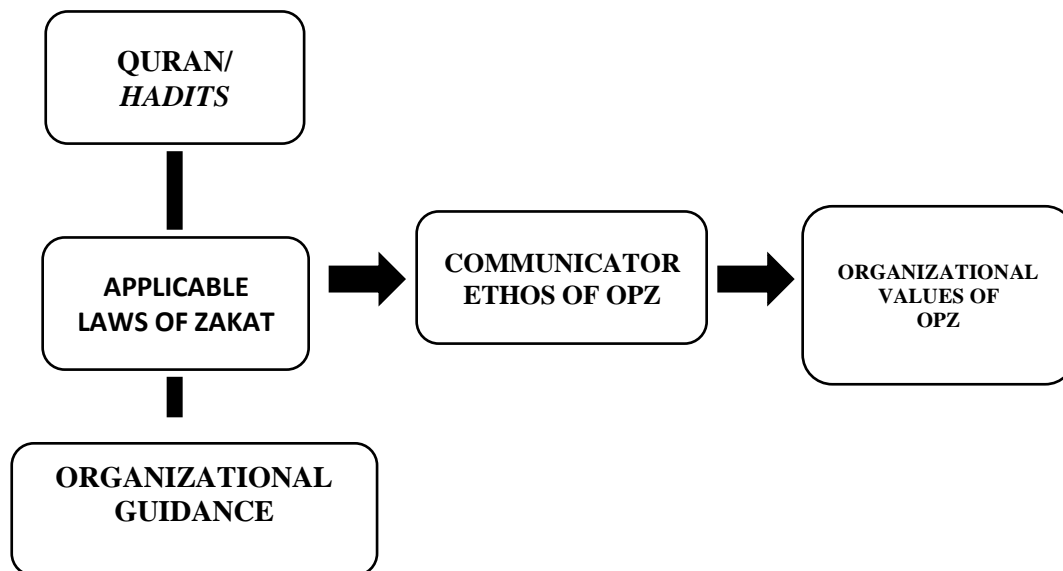 QURAN/
HADITS
APPLICABLE
LAWS OF ZAKAT
COMMUNICATOR
ETHOS OF OPZ
ORGANIZATIONAL
VALUES OF
OPZ
ORGANIZATIONAL
GUIDANCE